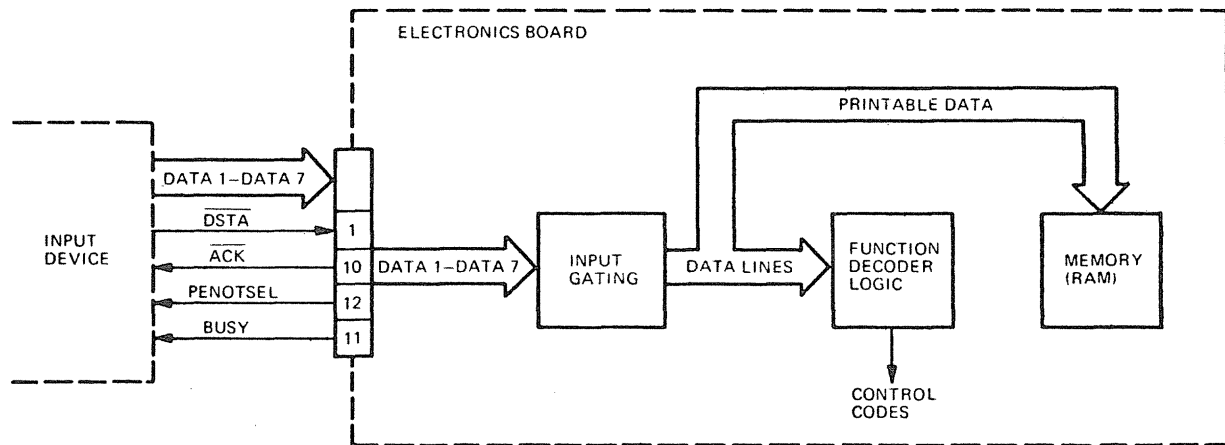 ELECTRONICS BOARD
PRINTABLE DATA
DATA 1–DATA 7
DSTA
1
INPUT
DEVICE
ACK
10
PENOTSEL
12
BUSY
11
DATA 1–DATA 7
INPUT
GATING
DATA LINES
FUNCTION
DECODER
LOGIC
MEMORY
(RAM)
CONTROL
CODES